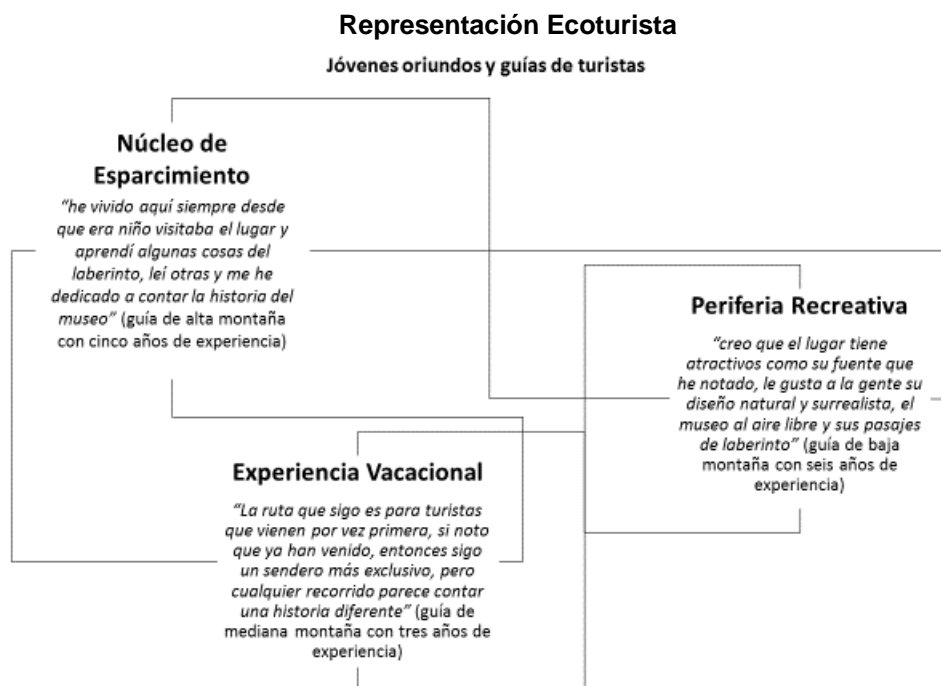 Representación Ecoturista
Jóvenes oriundos y guías de turistas
Núcleo de
Esparcimiento
“he vivido aquí siempre desde
que era niño visitaba el lugar y
aprendí algunas cosas del
laberinto, leí otras y me he
dedicado a contar la historia del
museo” (guía de alta montaña
con cinco años de experiencia)
Periferia Recreativa
“creo que el lugar tiene
atractivos como su fuente que
he notado, le gusta a la gente su
diseño natural y surrealista, el
museo al aire libre y sus pasajes
de laberinto” (guía de baja
montaña con seis años de
experiencia)
Experiencia Vacacional
“La ruta que sigo es para turistas
que vienen por vez primera, si noto
que ya han venido, entonces sigo
un sendero más exclusivo, pero
cualquier recorrido parece contar
una historia diferente” (guía de
mediana montaña con tres años de
experiencia)